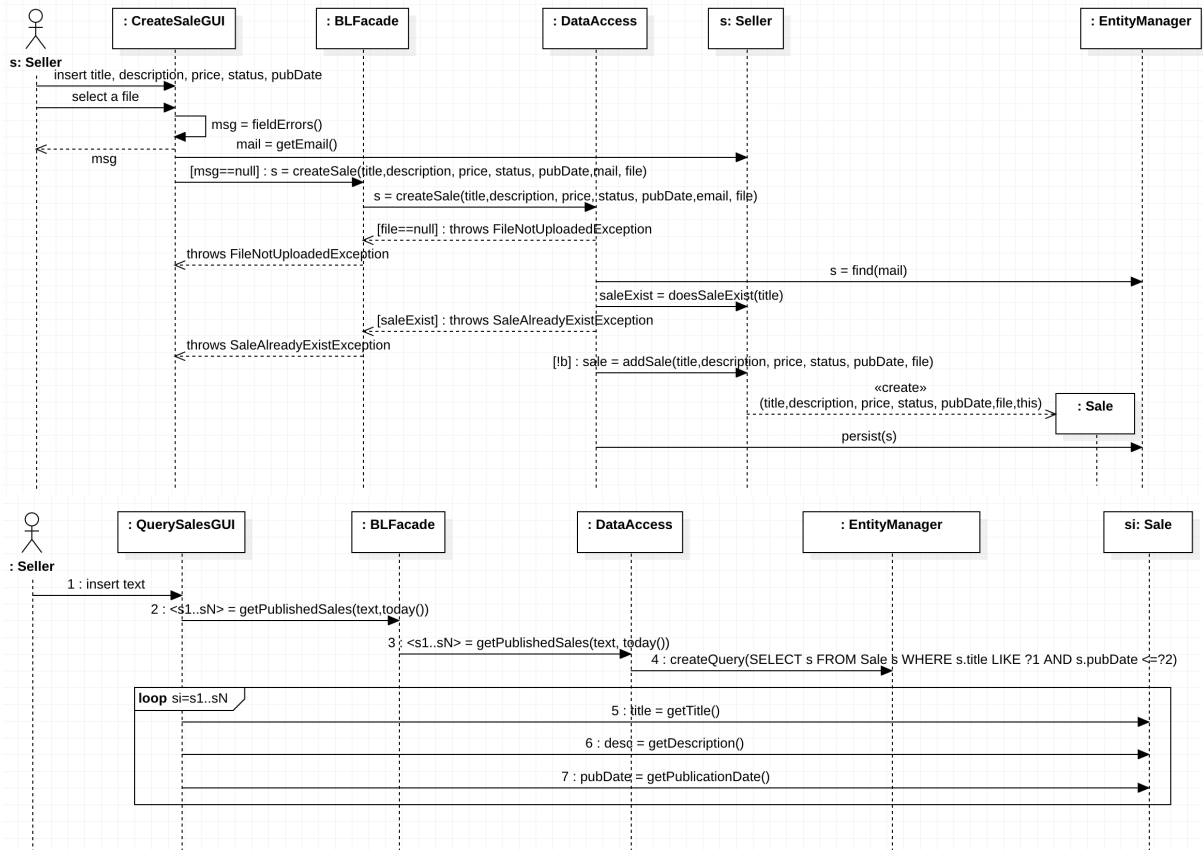 : CreateSaleGUI
: BLFacade
: DataAccess
s: Seller
: EntityManager
s: Seller
insert title, description, price, status, pubDate
select a file
msg = fieldErrors()
mail = getEmail()
msg
[msg==null] : s = createSale(title,description, price, status, pubDate,mail, file)
s = createSale(title,description, price, status, pubDate,email, file)
[file==null] : throws FileNotUploadedException
throws FileNotUploadedException
s = find(mail)
saleExist = doesSaleExist(title)
[saleExist] : throws SaleAlreadyExistException
throws SaleAlreadyExistException
[!b] : sale = addSale(title,description, price, status, pubDate, file)
«create»
(title,description, price, status, pubDate,file,this)
: Sale
persist(s)
: QuerySalesGUI
: BLFacade
: DataAccess
: EntityManager
si: Sale
: Seller
1 : insert text
2 : <s1..sN> = getPublishedSales(text,today())
3 : <s1..sN> = getPublishedSales(text, today())
4 : createQuery(SELECT s FROM Sale s WHERE s.title LIKE ?1 AND s.pubDate <=?2)
loop si=s1..sN
5 : title = getTitle()
6 : desc = getDescription()
7 : pubDate = getPublicationDate()